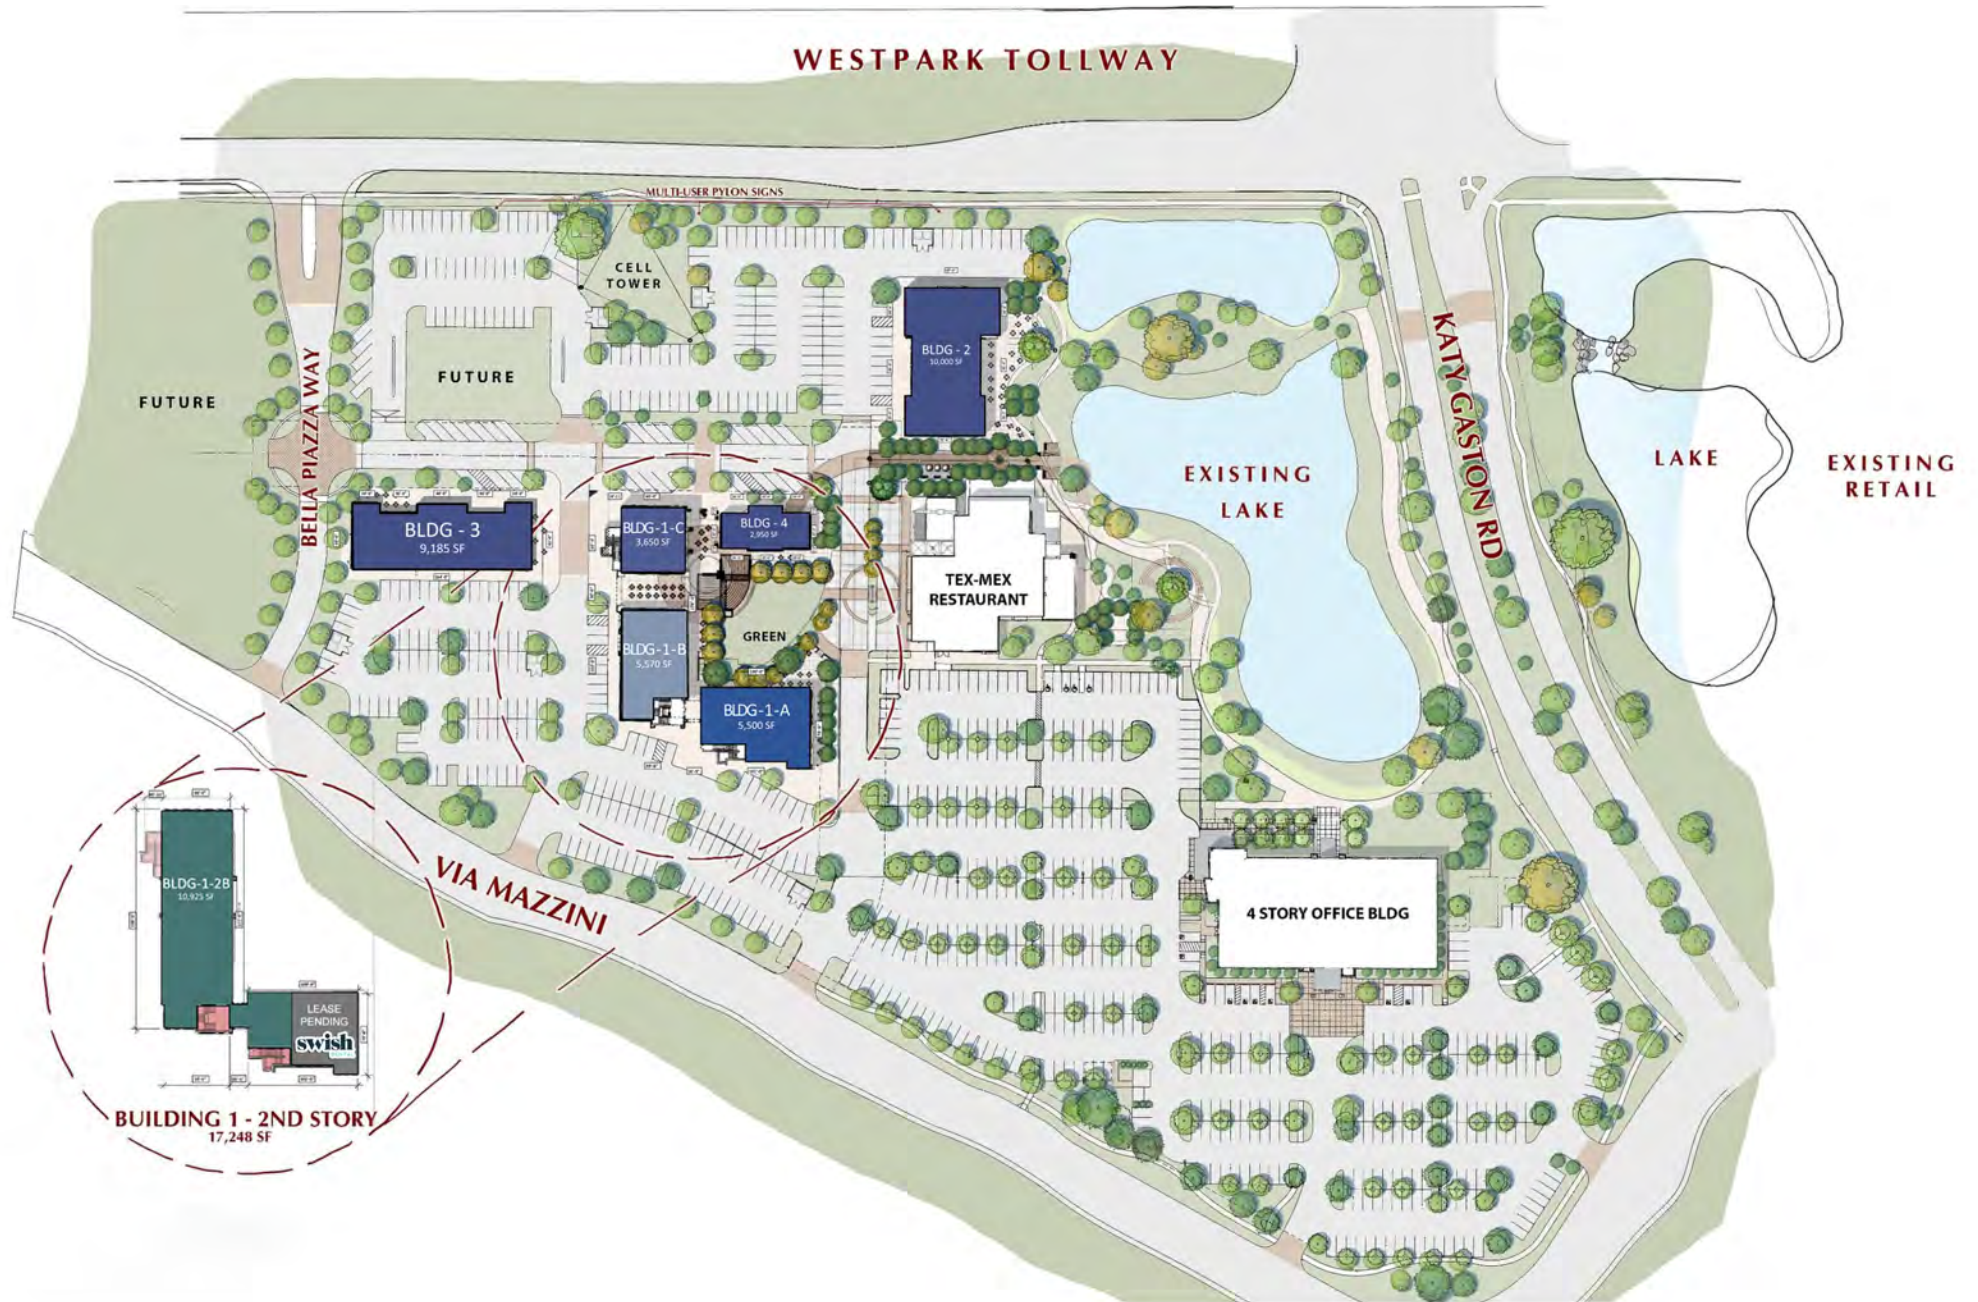 WESTPARK TOLLWAY
MULTI-USER PYLON SIGNS
CELL
TOWER
FUTURE
FUTURE
BELLA PIAZZA WAY
BLDG - 2
10,000 SF
KATY GASTON RD
LAKE
EXISTING
RETAIL
EXISTING
LAKE
BLDG - 3
9,185 SF
BLDG-1-C
3,650 SF
BLDG - 4
2,950 SF
TEX-MEX
RESTAURANT
GREEN
BLDG-1-B
5,570 SF
BLDG-1-A
5,500 SF
VIA MAZZINI
4 STORY OFFICE BLDG
BLDG-1-2B
10,925 SF
LEASE
PENDING
swish
BUILDING 1 - 2ND STORY
17,248 SF